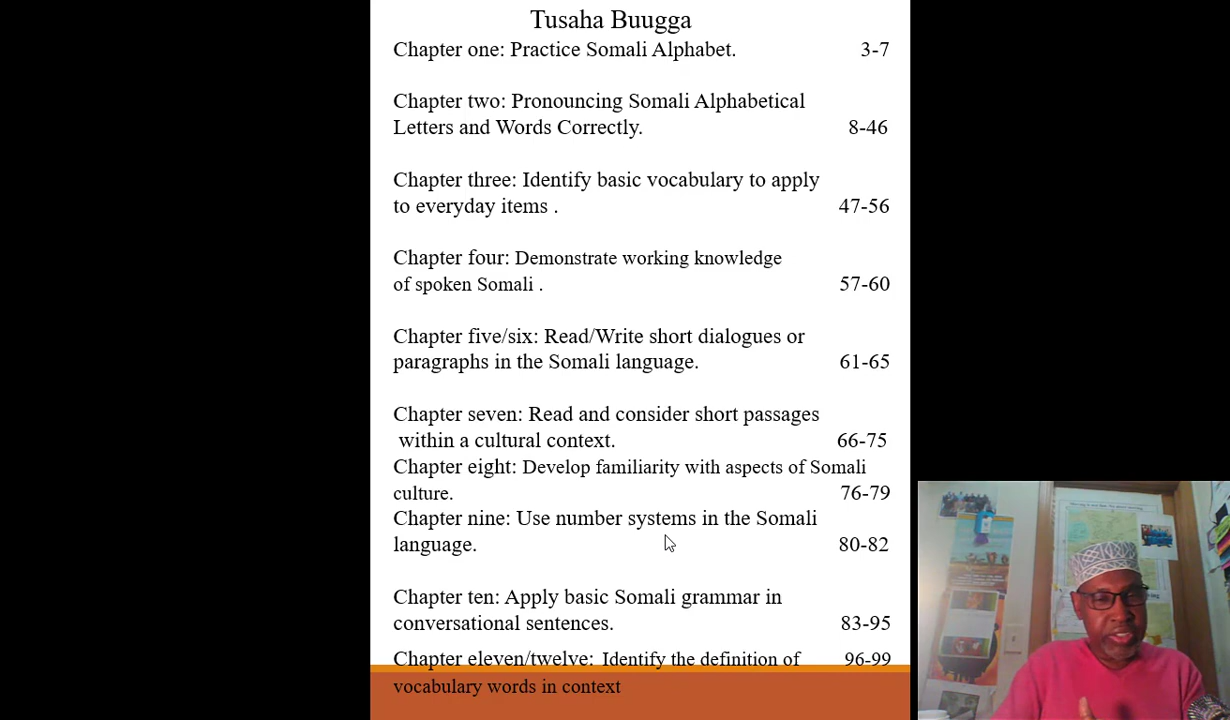 Tusaha Buugga
Chapter one: Practice Somali Alphabet. 3-7
Chapter two: Pronouncing Somali Alphabetical
Letters and Words Correctly. 8-46
Chapter three: Identify basic vocabulary to apply
to everyday items . 47-56
Chapter four: Demonstrate working knowledge
of spoken Somali . 57-60
Chapter five/six: Read/Write short dialogues or
paragraphs in the Somali language. 61-65
Chapter seven: Read and consider short passages
within a cultural context. 66-75
Chapter eight: Develop familiarity with aspects of Somali
culture. 76-79
Chapter nine: Use number systems in the Somali
language. 80-82
Chapter ten: Apply basic Somali grammar in
conversational sentences. 83-95
Chapter eleven/twelve: Identify the definition of 96-99
vocabulary words in context